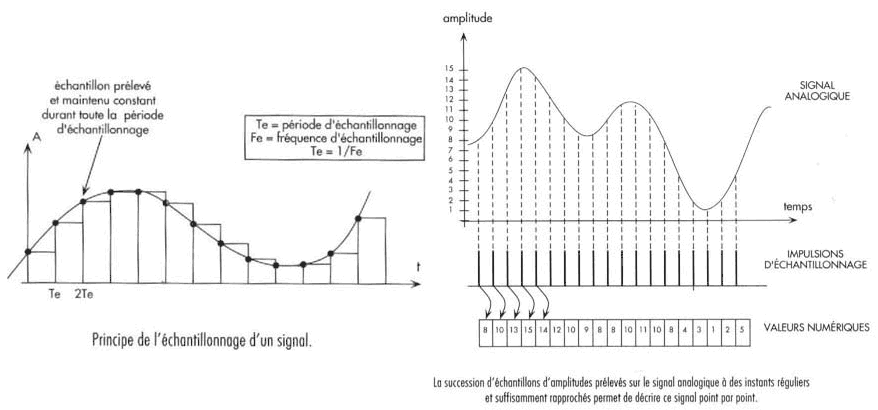 échantillon prélevé
et maintenu constant
durant toute la période
d'échantillonnage
A
Te = période d'échantillonnage
Fe = fréquence d'échantillonnage
Te = 1/Fe
t
Te 2Te
Principe de l'échantillonnage d'un signal.
amplitude
15
14
13
12
11
10
9
8
7
6
5
4
3
2
1
SIGNAL
ANALOGIQUE
temps
IMPULSIONS
D'ÉCHANTILLONNAGE
8 10 13 15 14 12 10 9 8 8 10 11 10 8 4 3 1 2 5
VALEURS NUMÉRIQUES
La succession d'échantillons d'amplitudes prélevés sur le signal analogique à des instants réguliers
et suffisamment rapprochés permet de décrire ce signal point par point.